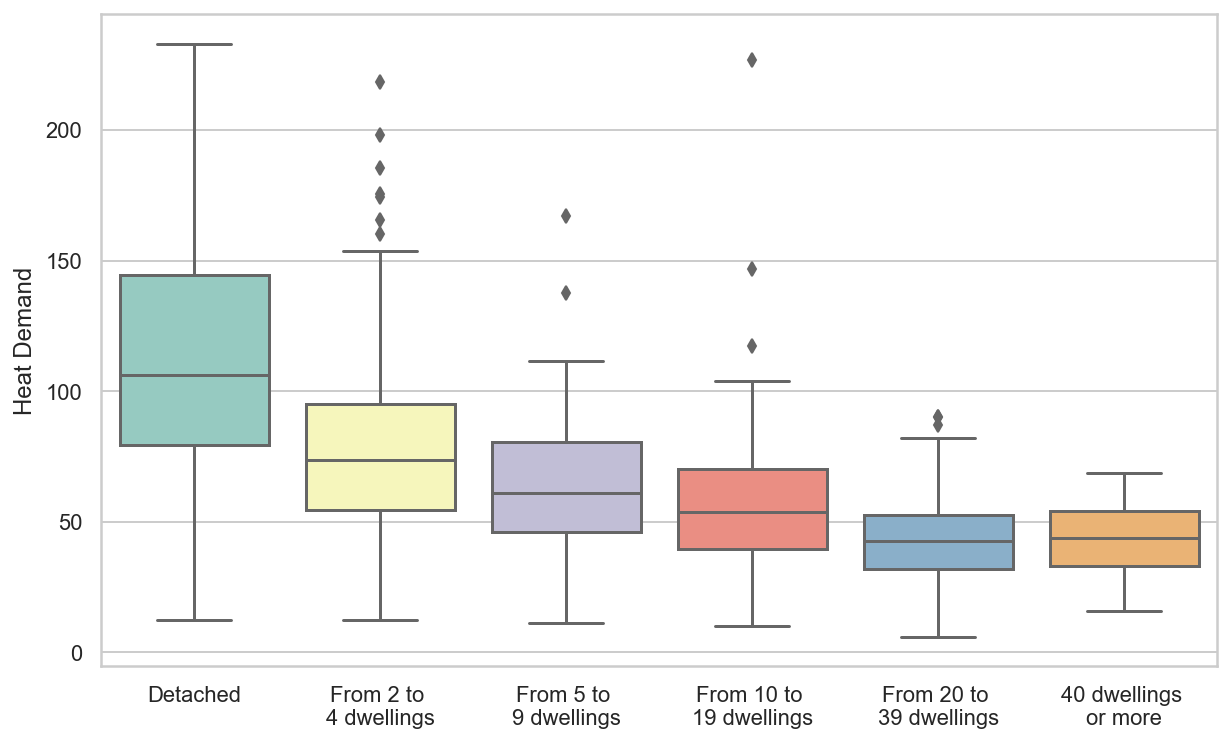 Heat Demand
200
150
100
50
0
Detached
From 2 to
4 dwellings
From 5 to
9 dwellings
From 10 to
19 dwellings
From 20 to
39 dwellings
40 dwellings
or more